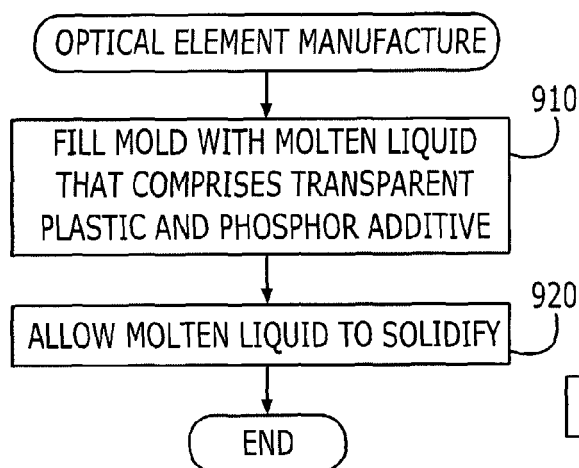 OPTICAL ELEMENT MANUFACTURE
910
FILL MOLD WITH MOLTEN LIQUID
THAT COMPRISES TRANSPARENT
PLASTIC AND PHOSPHOR ADDITIVE
920
ALLOW MOLTEN LIQUID TO SOLIDIFY
END